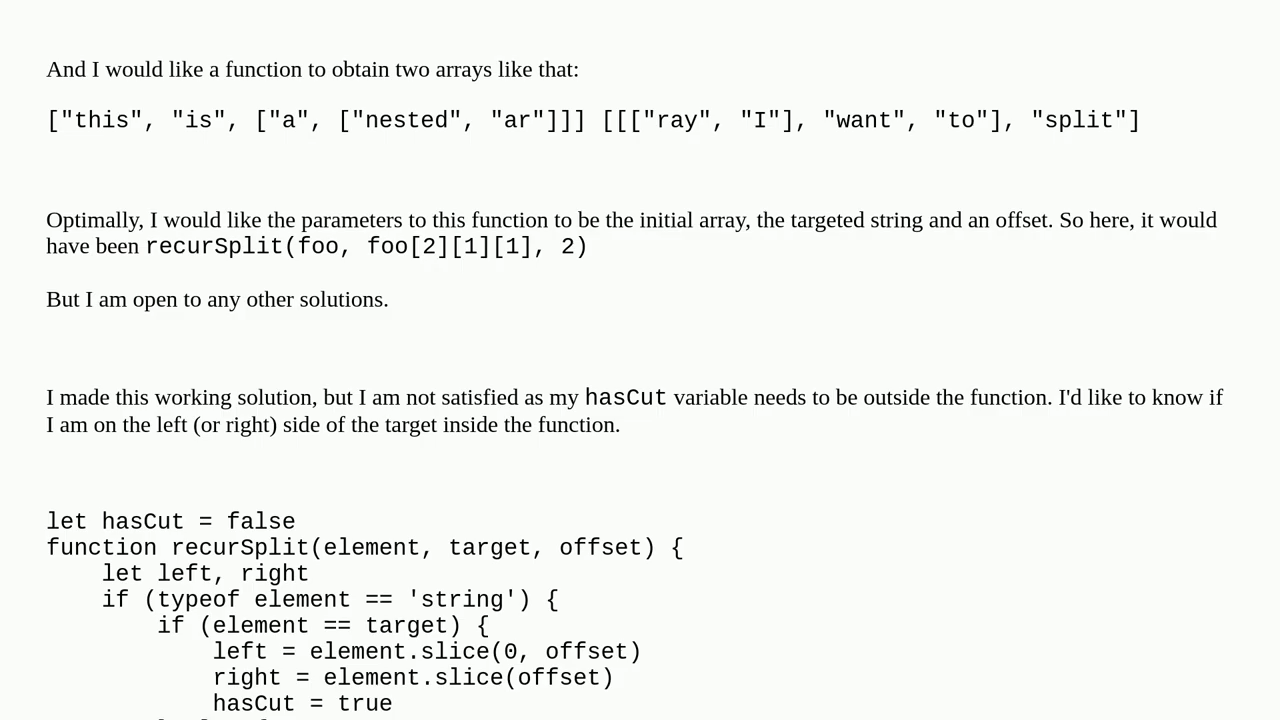 And I would like a function to obtain two arrays like that:
["this", "is", ["a", ["nested", "ar"]]] [[["ray", "I"], "want", "to"], "split"]
Optimally, I would like the parameters to this function to be the initial array, the targeted string and an offset. So here, it would
have been recurSplit(foo, foo[2][1][1], 2)
But I am open to any other solutions.
I made this working solution, but I am not satisfied as my hasCut variable needs to be outside the function. I'd like to know if
I am on the left (or right) side of the target inside the function.
let hasCut = false
function recurSplit(element, target, offset) {
    let left, right
    if (typeof element == 'string') {
        if (element == target) {
            left = element.slice(0, offset)
            right = element.slice(offset)
            hasCut = true